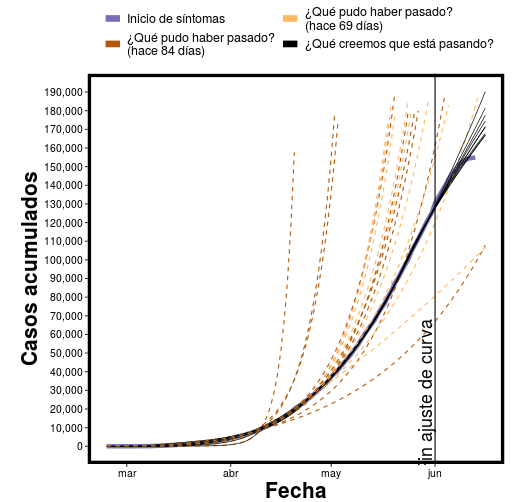 Inicio de síntomas
¿Qué pudo haber pasado?
(hace 84 días)
¿Qué pudo haber pasado?
(hace 69 días)
¿Qué creemos que está pasando?
Casos acumulados
190,000
180,000
170,000
160,000
150,000
140,000
130,000
120,000
110,000
100,000
90,000
80,000
70,000
60,000
50,000
40,000
30,000
20,000
10,000
0
in ajuste de curva
mar
abr
may
jun
Fecha